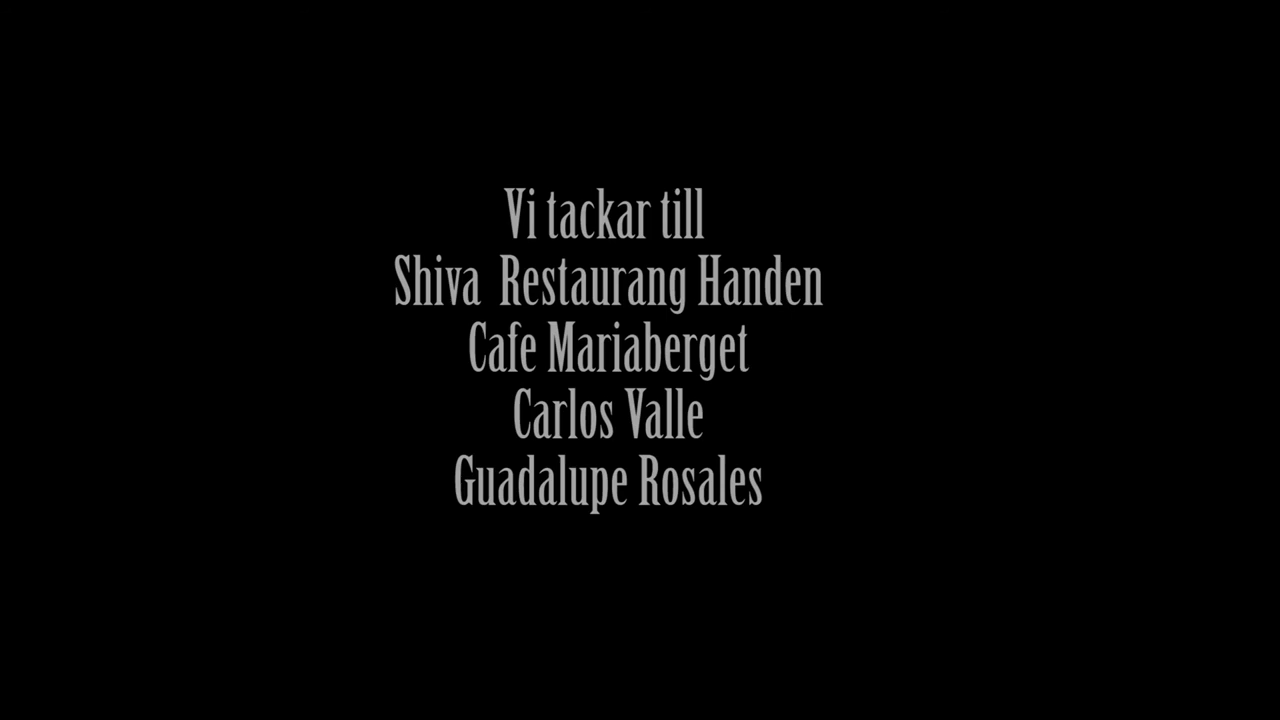 Vi tackar till
Shiva  Restaurang Handen
Cafe Mariaberget
Carlos Valle
Guadalupe Rosales